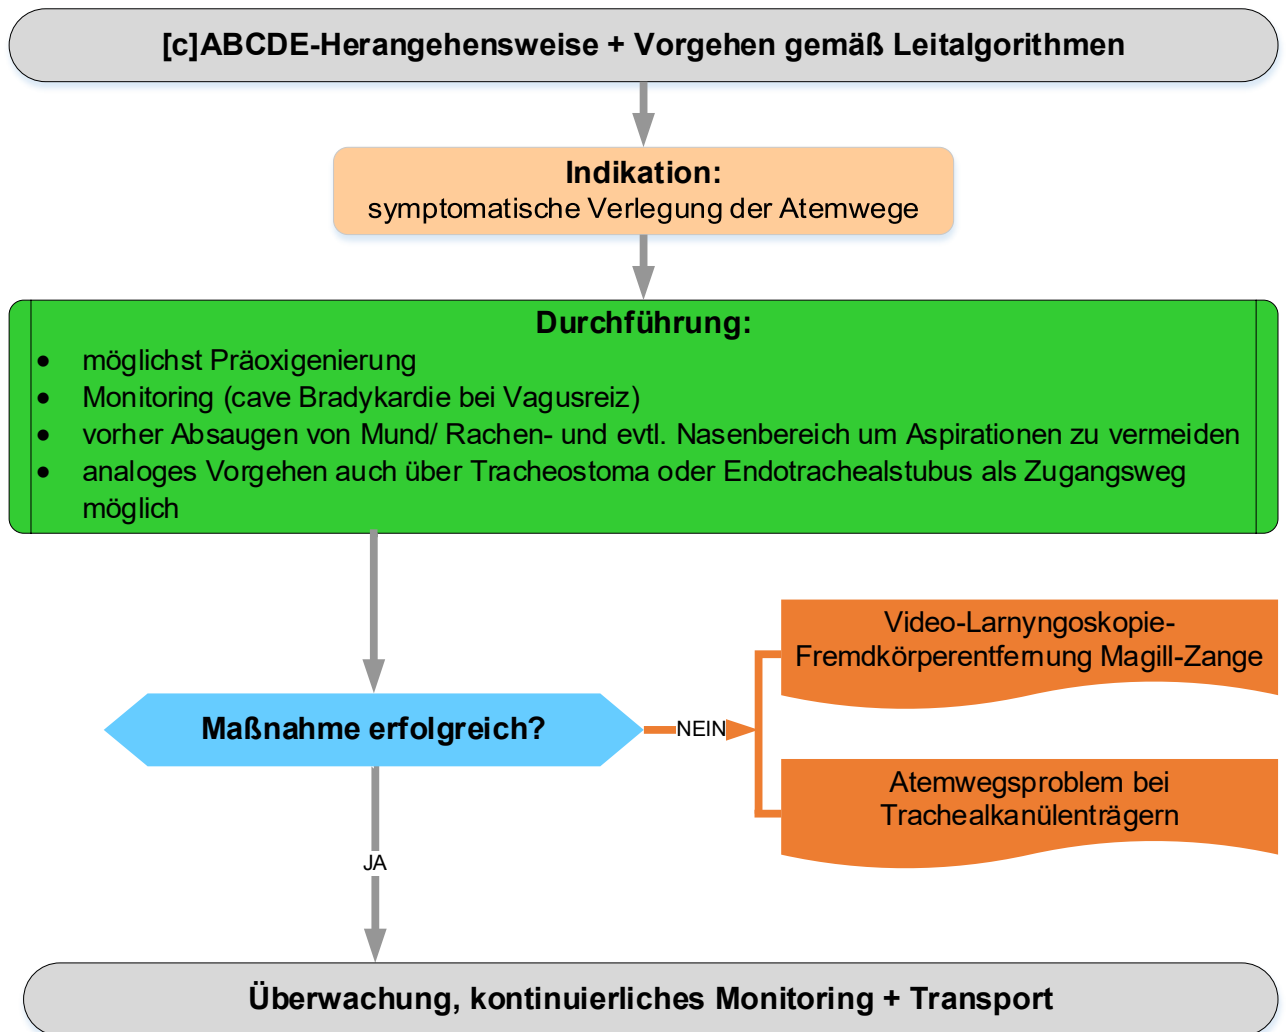 [c]ABCDE-Herangehensweise + Vorgehen gemäß Leitalgorithmen
Indikation:
symptomatische Verlegung der Atemwege
Durchführung:
• möglichst Präoxigenierung
• Monitoring (cave Bradykardie bei Vagusreiz)
• vorher Absaugen von Mund/ Rachen- und evtl. Nasenbereich um Aspirationen zu vermeiden
• analoges Vorgehen auch über Tracheostoma oder Endotrachealstubus als Zugangsweg
möglich
Video-Larnyngoskopie-
Fremdkörperentfernung Magill-Zange
Maßnahme erfolgreich?
NEIN
Atemwegsproblem bei
Trachealkanülenträgern
JA
Überwachung, kontinuierliches Monitoring + Transport